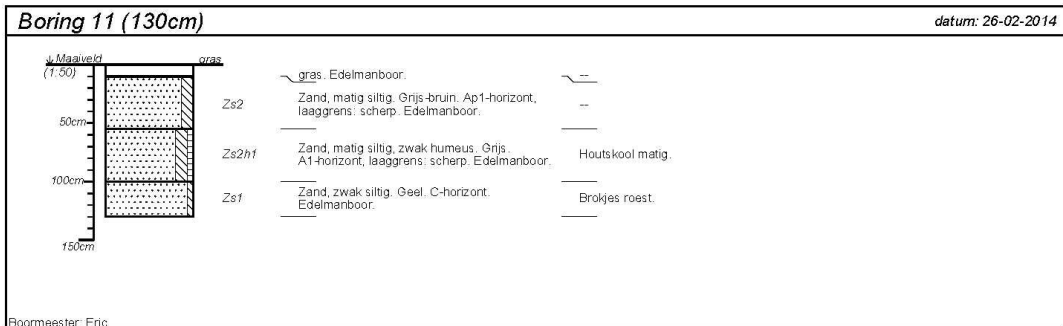 Boring 11 (130cm)
datum: 26-02-2014
↓ Maaiveld
gras
(1:50)
gras. Edelmanboor.
--
Zs2
Zand, matig siltig. Grijs-bruin. Ap1-horizont,
laaggrens: scherp. Edelmanboor.
--
50cm
Zs2h1
Zand, matig siltig, zwak humeus. Grijs.
A1-horizont, laaggrens: scherp. Edelmanboor.
Houtskool matig.
100cm
Zs1
Zand, zwak siltig. Geel. C-horizont.
Edelmanboor.
Brokjes roest.
150cm
Boormeester: Eric